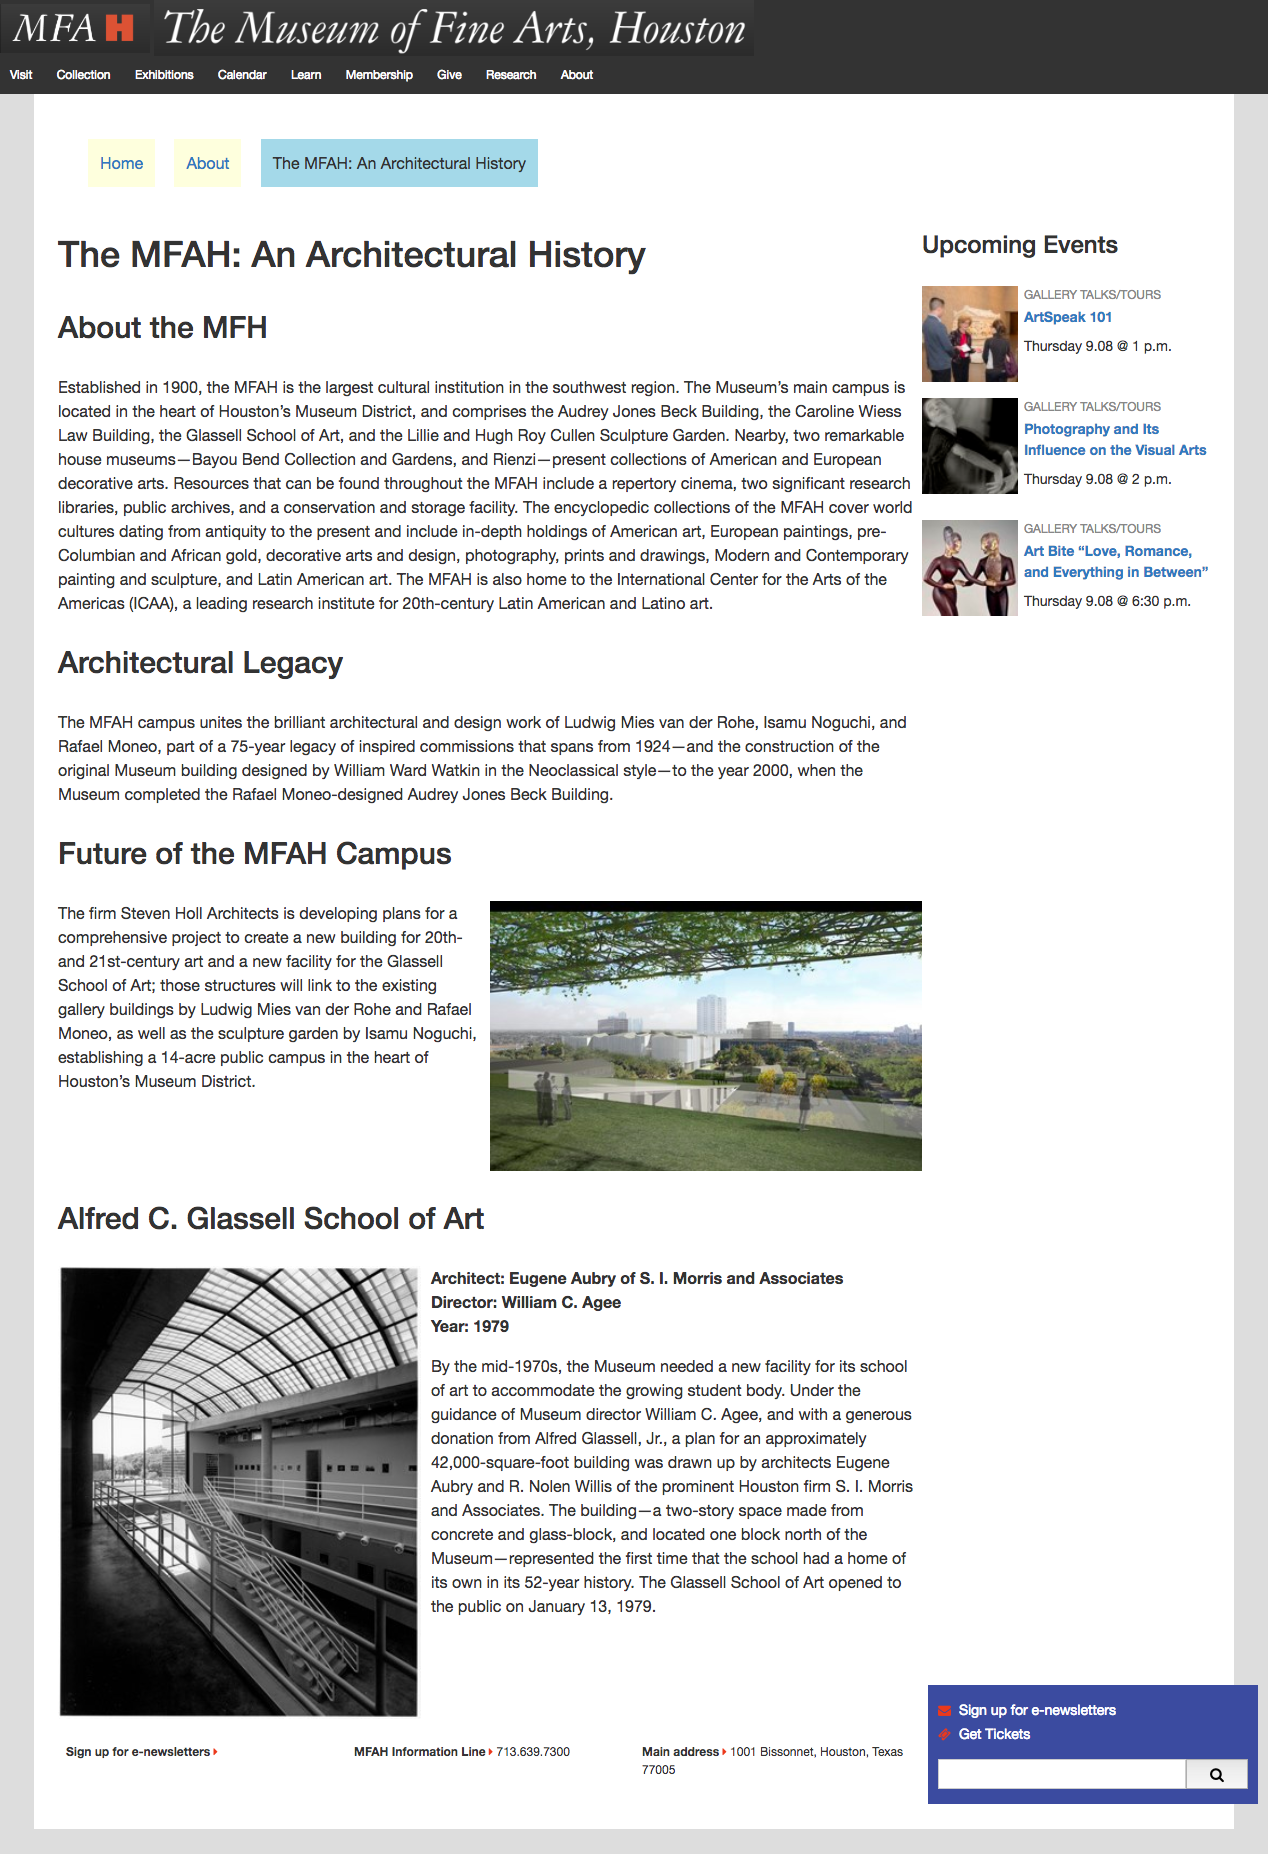 MFA H The Museum of Fine Arts, Houston
Visit Collection Exhibitions Calendar Learn Membership Give Research About
Home About The MFAH: An Architectural History
The MFAH: An Architectural History
About the MFH
Established in 1900, the MFAH is the largest cultural institution in the southwest region. The Museum’s main campus is
located in the heart of Houston’s Museum District, and comprises the Audrey Jones Beck Building, the Caroline Wiess
Law Building, the Glassell School of Art, and the Lillie and Hugh Roy Cullen Sculpture Garden. Nearby, two remarkable
house museums—Bayou Bend Collection and Gardens, and Rienzi—present collections of American and European
decorative arts. Resources that can be found throughout the MFAH include a repertory cinema, two significant research
libraries, public archives, and a conservation and storage facility. The encyclopedic collections of the MFAH cover world
cultures dating from antiquity to the present and include in-depth holdings of American art, European paintings, pre-
Columbian and African gold, decorative arts and design, photography, prints and drawings, Modern and Contemporary
painting and sculpture, and Latin American art. The MFAH is also home to the International Center for the Arts of the
Americas (ICAA), a leading research institute for 20th-century Latin American and Latino art.
Architectural Legacy
The MFAH campus unites the brilliant architectural and design work of Ludwig Mies van der Rohe, Isamu Noguchi, and
Rafael Moneo, part of a 75-year legacy of inspired commissions that spans from 1924—and the construction of the
original Museum building designed by William Ward Watkin in the Neoclassical style—to the year 2000, when the
Museum completed the Rafael Moneo-designed Audrey Jones Beck Building.
Future of the MFAH Campus
The firm Steven Holl Architects is developing plans for a
comprehensive project to create a new building for 20th-
and 21st-century art and a new facility for the Glassell
School of Art; those structures will link to the existing
gallery buildings by Ludwig Mies van der Rohe and Rafael
Moneo, as well as the sculpture garden by Isamu Noguchi,
establishing a 14-acre public campus in the heart of
Houston’s Museum District.
Alfred C. Glassell School of Art
Architect: Eugene Aubry of S. I. Morris and Associates
Director: William C. Agee
Year: 1979
By the mid-1970s, the Museum needed a new facility for its school
of art to accommodate the growing student body. Under the
guidance of Museum director William C. Agee, and with a generous
donation from Alfred Glassell, Jr., a plan for an approximately
42,000-square-foot building was drawn up by architects Eugene
Aubry and R. Nolen Willis of the prominent Houston firm S. I. Morris
and Associates. The building—a two-story space made from
concrete and glass-block, and located one block north of the
Museum—represented the first time that the school had a home of
its own in its 52-year history. The Glassell School of Art opened to
the public on January 13, 1979.
Upcoming Events
GALLERY TALKS/TOURS
ArtSpeak 101
Thursday 9.08 @ 1 p.m.
GALLERY TALKS/TOURS
Photography and Its
Influence on the Visual Arts
Thursday 9.08 @ 2 p.m.
GALLERY TALKS/TOURS
Art Bite “Love, Romance,
and Everything in Between”
Thursday 9.08 @ 6:30 p.m.
Sign up for e-newsletters
MFAH Information Line 713.639.7300
Main address 1001 Bissonnet, Houston, Texas
77005
Sign up for e-newsletters
Get Tickets